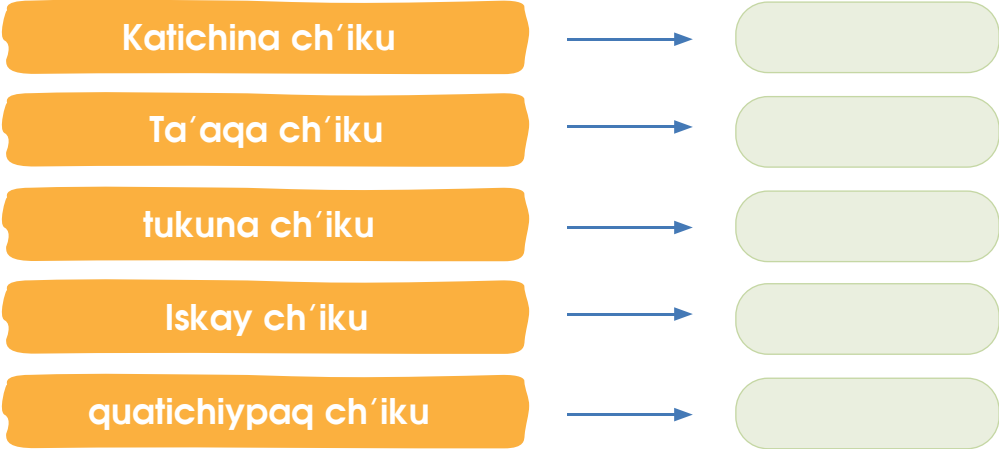 Katichina ch´iku
Ta´aqa ch´iku
tukuna ch´iku
Iskay ch´iku
quatichiypaq ch´iku